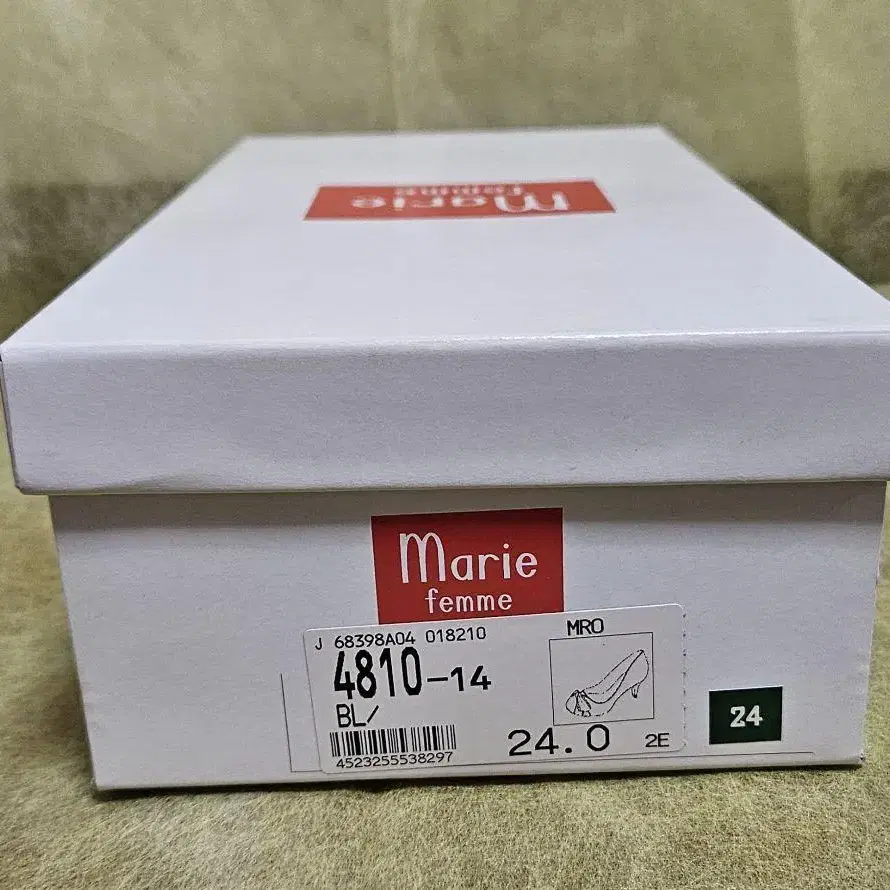 Marie
femme
Marie
femme
J 68398A04 018210
MRO
4810-14
BL/
4523255538297
24.0
2E
24